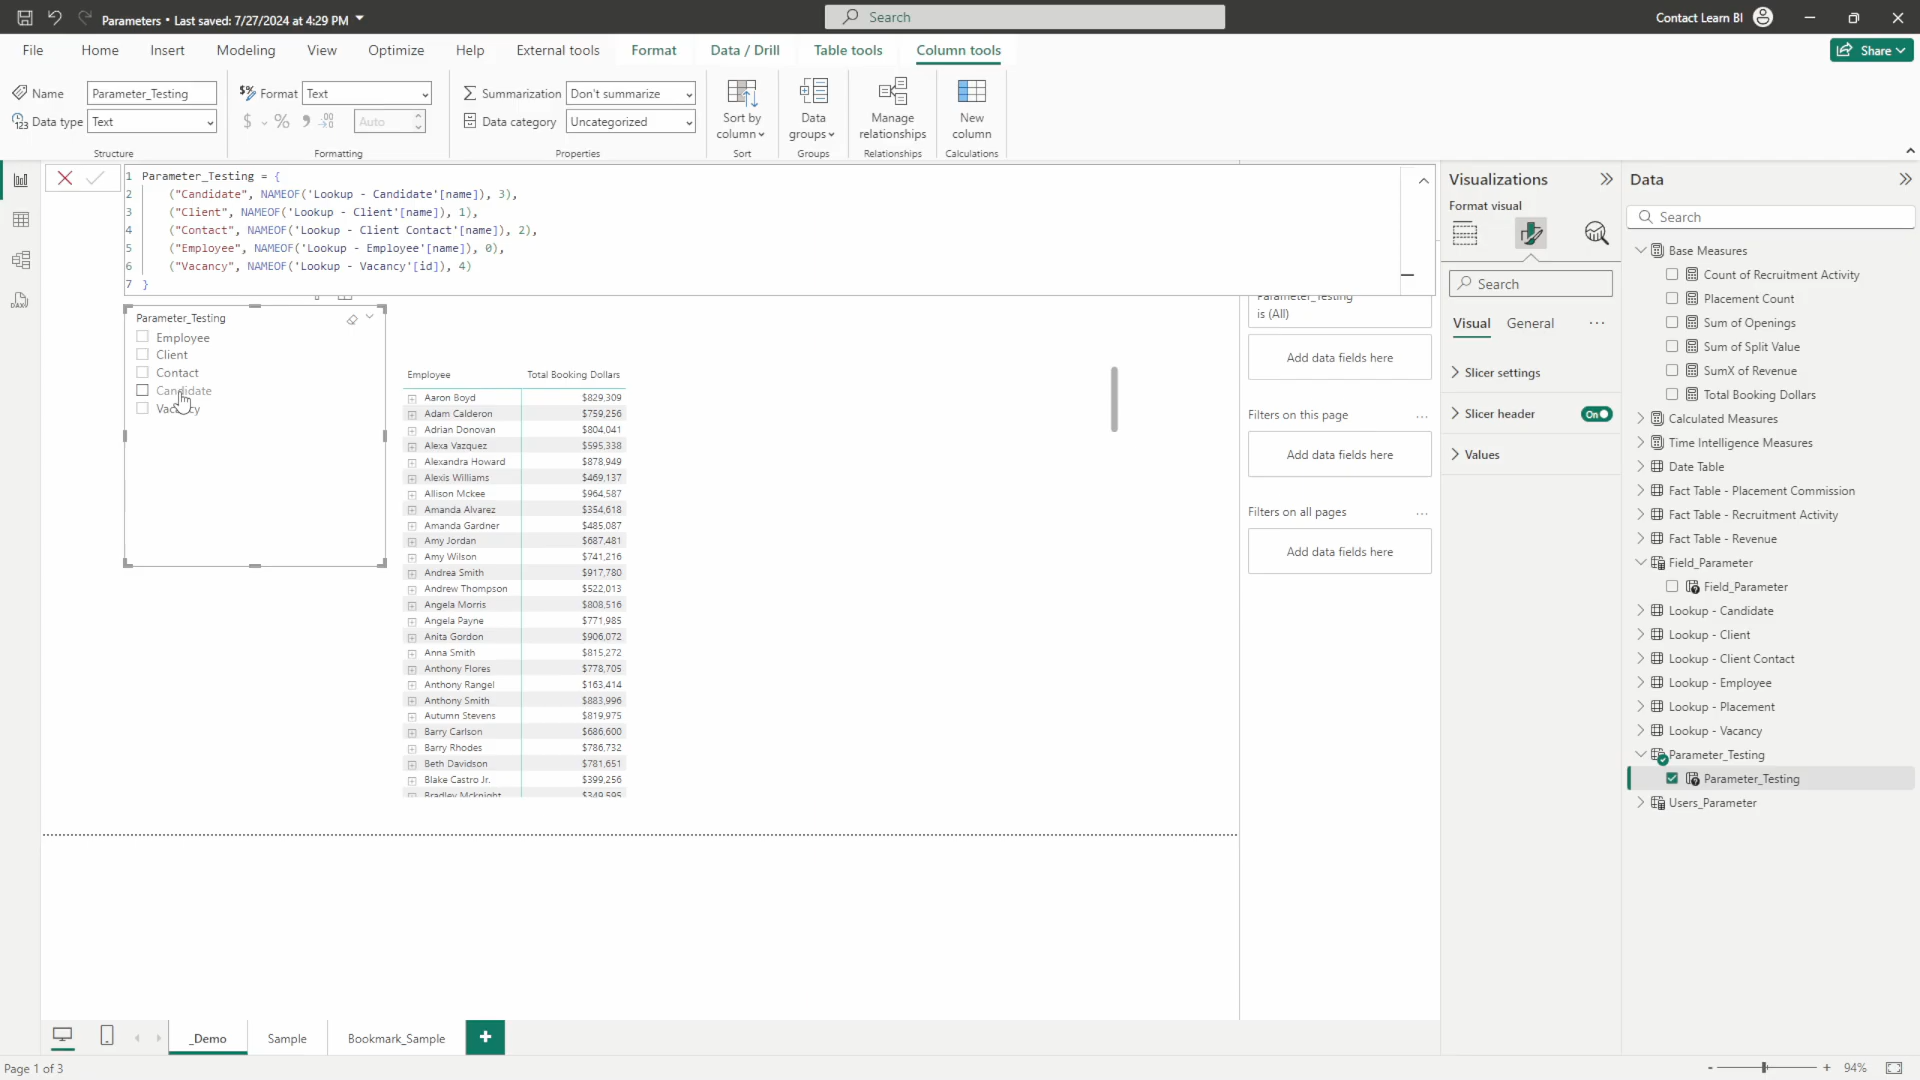 Parameters • Last saved: 7/27/2024 at 4:29 PM
Search
Contact Learn BI
File
Home
Insert
Modeling
View
Optimize
Help
External tools
Format
Data / Drill
Table tools
Column tools
Share
Name
Parameter_Testing
Data type
Text
Structure
Format
Text
$
%
Auto
Formatting
Summarization
Don't summarize
Data category
Uncategorized
Properties
Sort by
column
Sort
Data
groups
Groups
Manage
relationships
Relationships
New
column
Calculations
1 Parameter_Testing = {
2 ("Candidate", NAMEOF('Lookup - Candidate'[name]), 3),
3 ("Client", NAMEOF('Lookup - Client'[name]), 1),
4 ("Contact", NAMEOF('Lookup - Client Contact'[name]), 2),
5 ("Employee", NAMEOF('Lookup - Employee'[name]), 0),
6 ("Vacancy", NAMEOF('Lookup - Vacancy'[id]), 4)
7 }
Parameter_Testing
Employee
Client
Contact
Candidate
Vacancy
Employee Total Booking Dollars
Aaron Boyd $829,309
Adam Calderon $759,256
Adrian Donovan $804,041
Alexa Vazquez $595,338
Alexandra Howard $878,949
Alexis Williams $469,137
Allison Mckee $964,587
Amanda Alvarez $354,618
Amanda Gardner $485,087
Amy Jordan $687,481
Amy Wilson $741,216
Andrea Smith $917,780
Andrew Thompson $522,013
Angela Morris $808,516
Angela Payne $771,985
Anita Gordon $906,072
Anna Smith $815,272
Anthony Flores $778,705
Anthony Rangel $163,414
Anthony Smith $883,996
Autumn Stevens $819,975
Barry Carlson $686,600
Barry Rhodes $786,732
Beth Davidson $781,651
Blake Castro Jr. $399,256
Bradley Mcknight $349,595
Parameter_Testing
is (All)
Add data fields here
Filters on this page
Add data fields here
Filters on all pages
Add data fields here
Visualizations
Format visual
Search
Visual
General
Slicer settings
Slicer header
On
Values
Data
Search
Base Measures
Count of Recruitment Activity
Placement Count
Sum of Openings
Sum of Split Value
SumX of Revenue
Total Booking Dollars
Calculated Measures
Time Intelligence Measures
Date Table
Fact Table - Placement Commission
Fact Table - Recruitment Activity
Fact Table - Revenue
Field_Parameter
Field_Parameter
Lookup - Candidate
Lookup - Client
Lookup - Client Contact
Lookup - Employee
Lookup - Placement
Lookup - Vacancy
Parameter_Testing
Parameter_Testing
Users_Parameter
_Demo
Sample
Bookmark_Sample
Page 1 of 3
94%